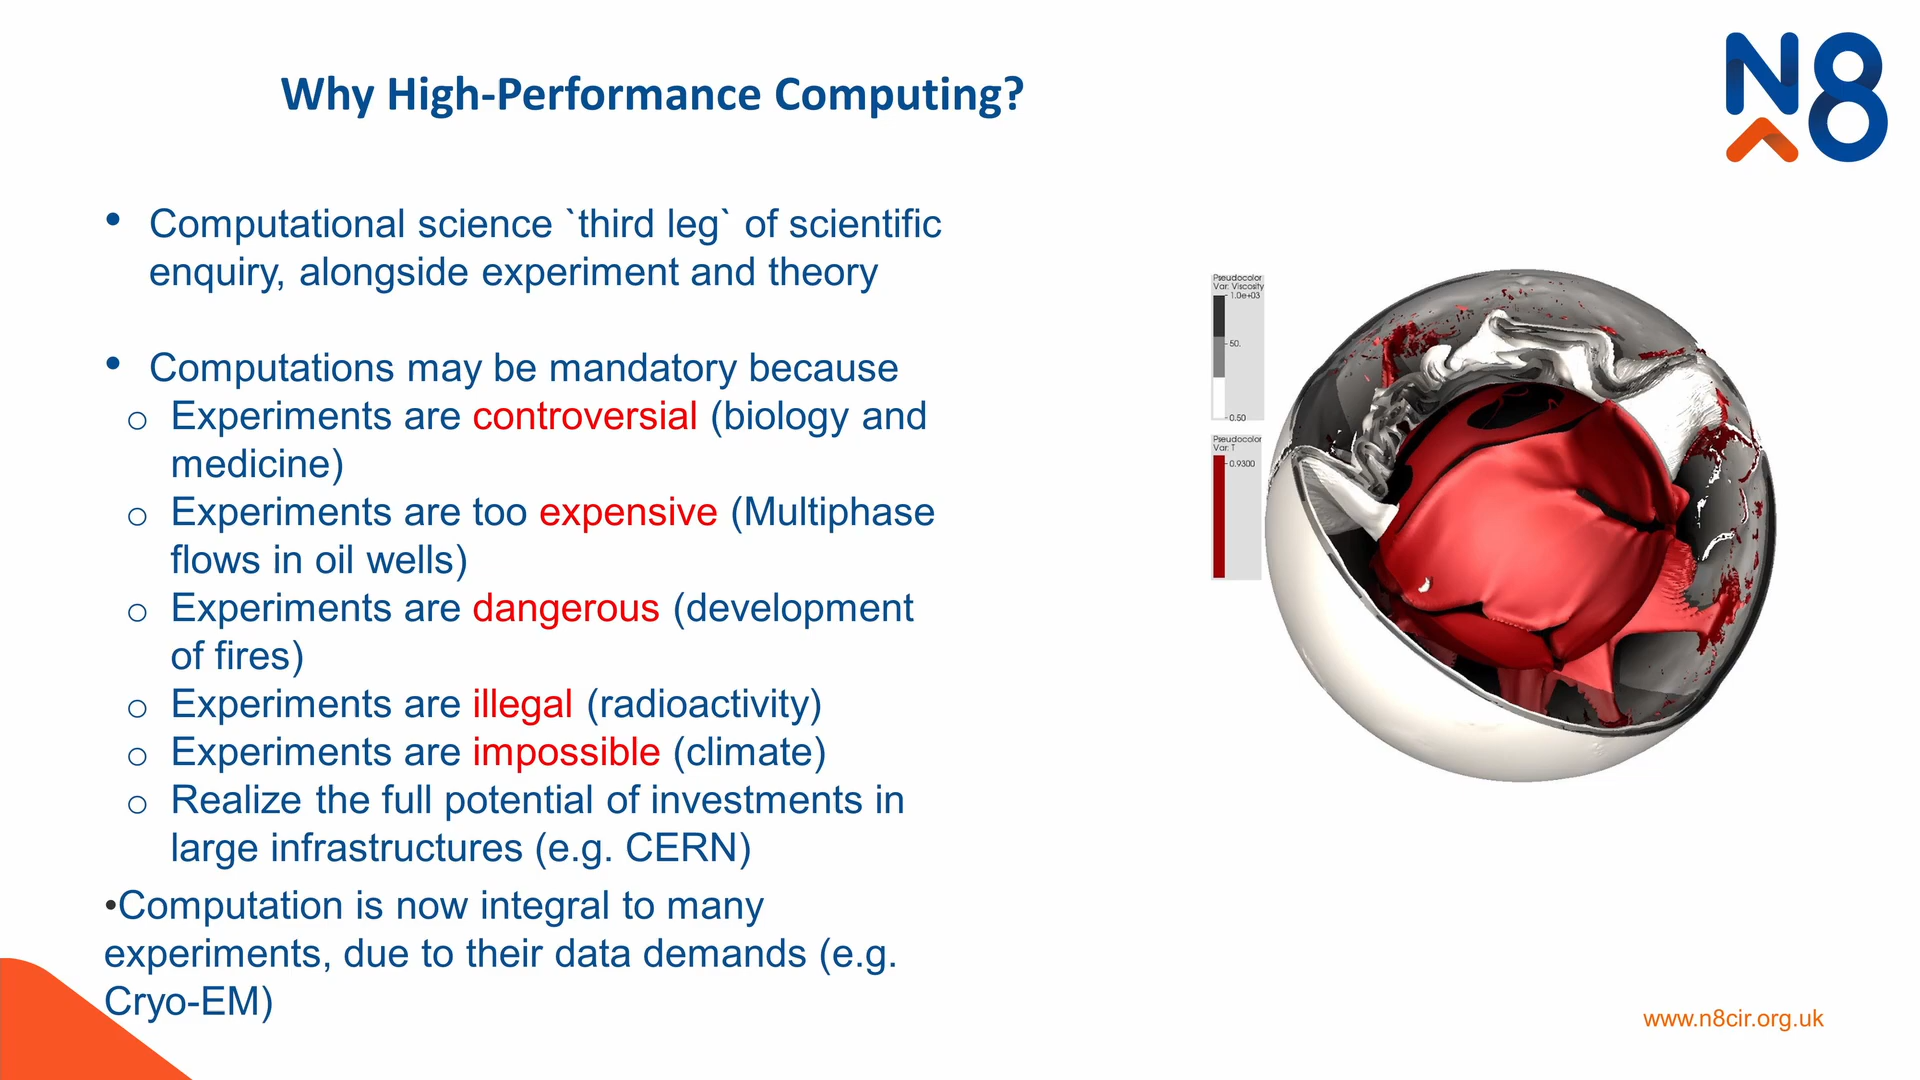 Why High-Performance Computing?
N8
• Computational science `third leg` of scientific
enquiry, alongside experiment and theory
• Computations may be mandatory because
o Experiments are controversial (biology and
medicine)
o Experiments are too expensive (Multiphase
flows in oil wells)
o Experiments are dangerous (development
of fires)
o Experiments are illegal (radioactivity)
o Experiments are impossible (climate)
o Realize the full potential of investments in
large infrastructures (e.g. CERN)
•Computation is now integral to many
experiments, due to their data demands (e.g.
Cryo-EM)
Pseudocolor
Var: Viscosity
1.0e+03
50.
0.50
Pseudocolor
Var: T
0.9300
www.n8cir.org.uk